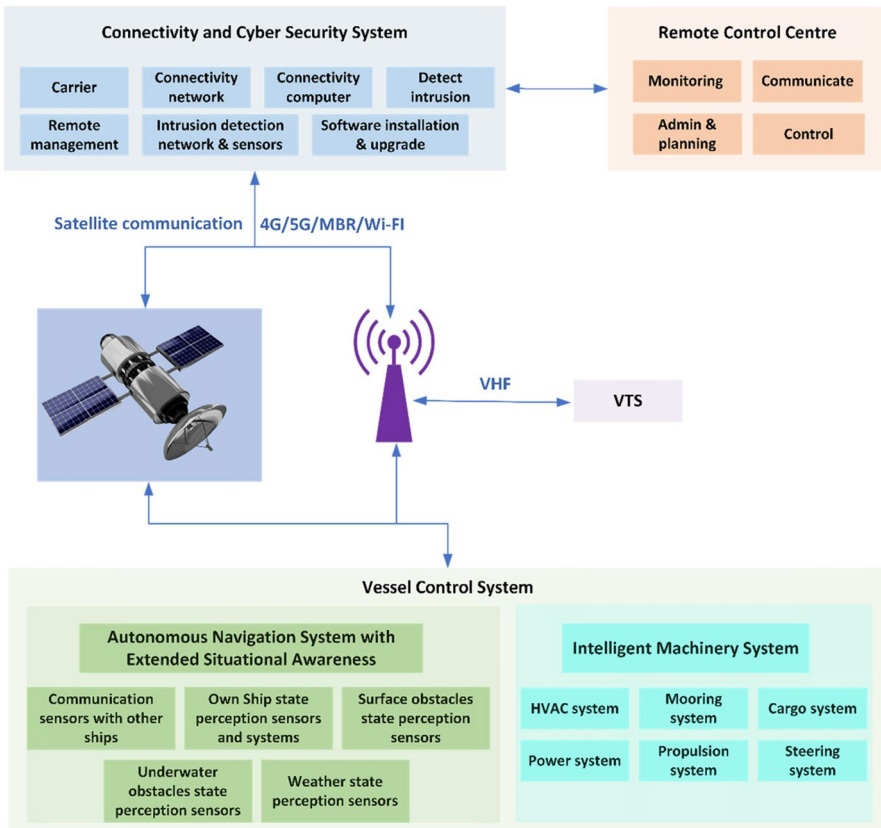 Connectivity and Cyber Security System
Carrier
Connectivity
network
Connectivity
computer
Detect
intrusion
Remote
management
Intrusion detection
network & sensors
Software installation
& upgrade
Remote Control Centre
Monitoring
Communicate
Admin &
planning
Control
Satellite communication
4G/5G/MBR/Wi-FI
VHF
VTS
Vessel Control System
Autonomous Navigation System with
Extended Situational Awareness
Communication
sensors with other
ships
Own Ship state
perception sensors
and systems
Surface obstacles
state perception
sensors
Underwater
obstacles state
perception sensors
Weather state
perception sensors
Intelligent Machinery System
HVAC system
Mooring
system
Cargo system
Power system
Propulsion
system
Steering
system